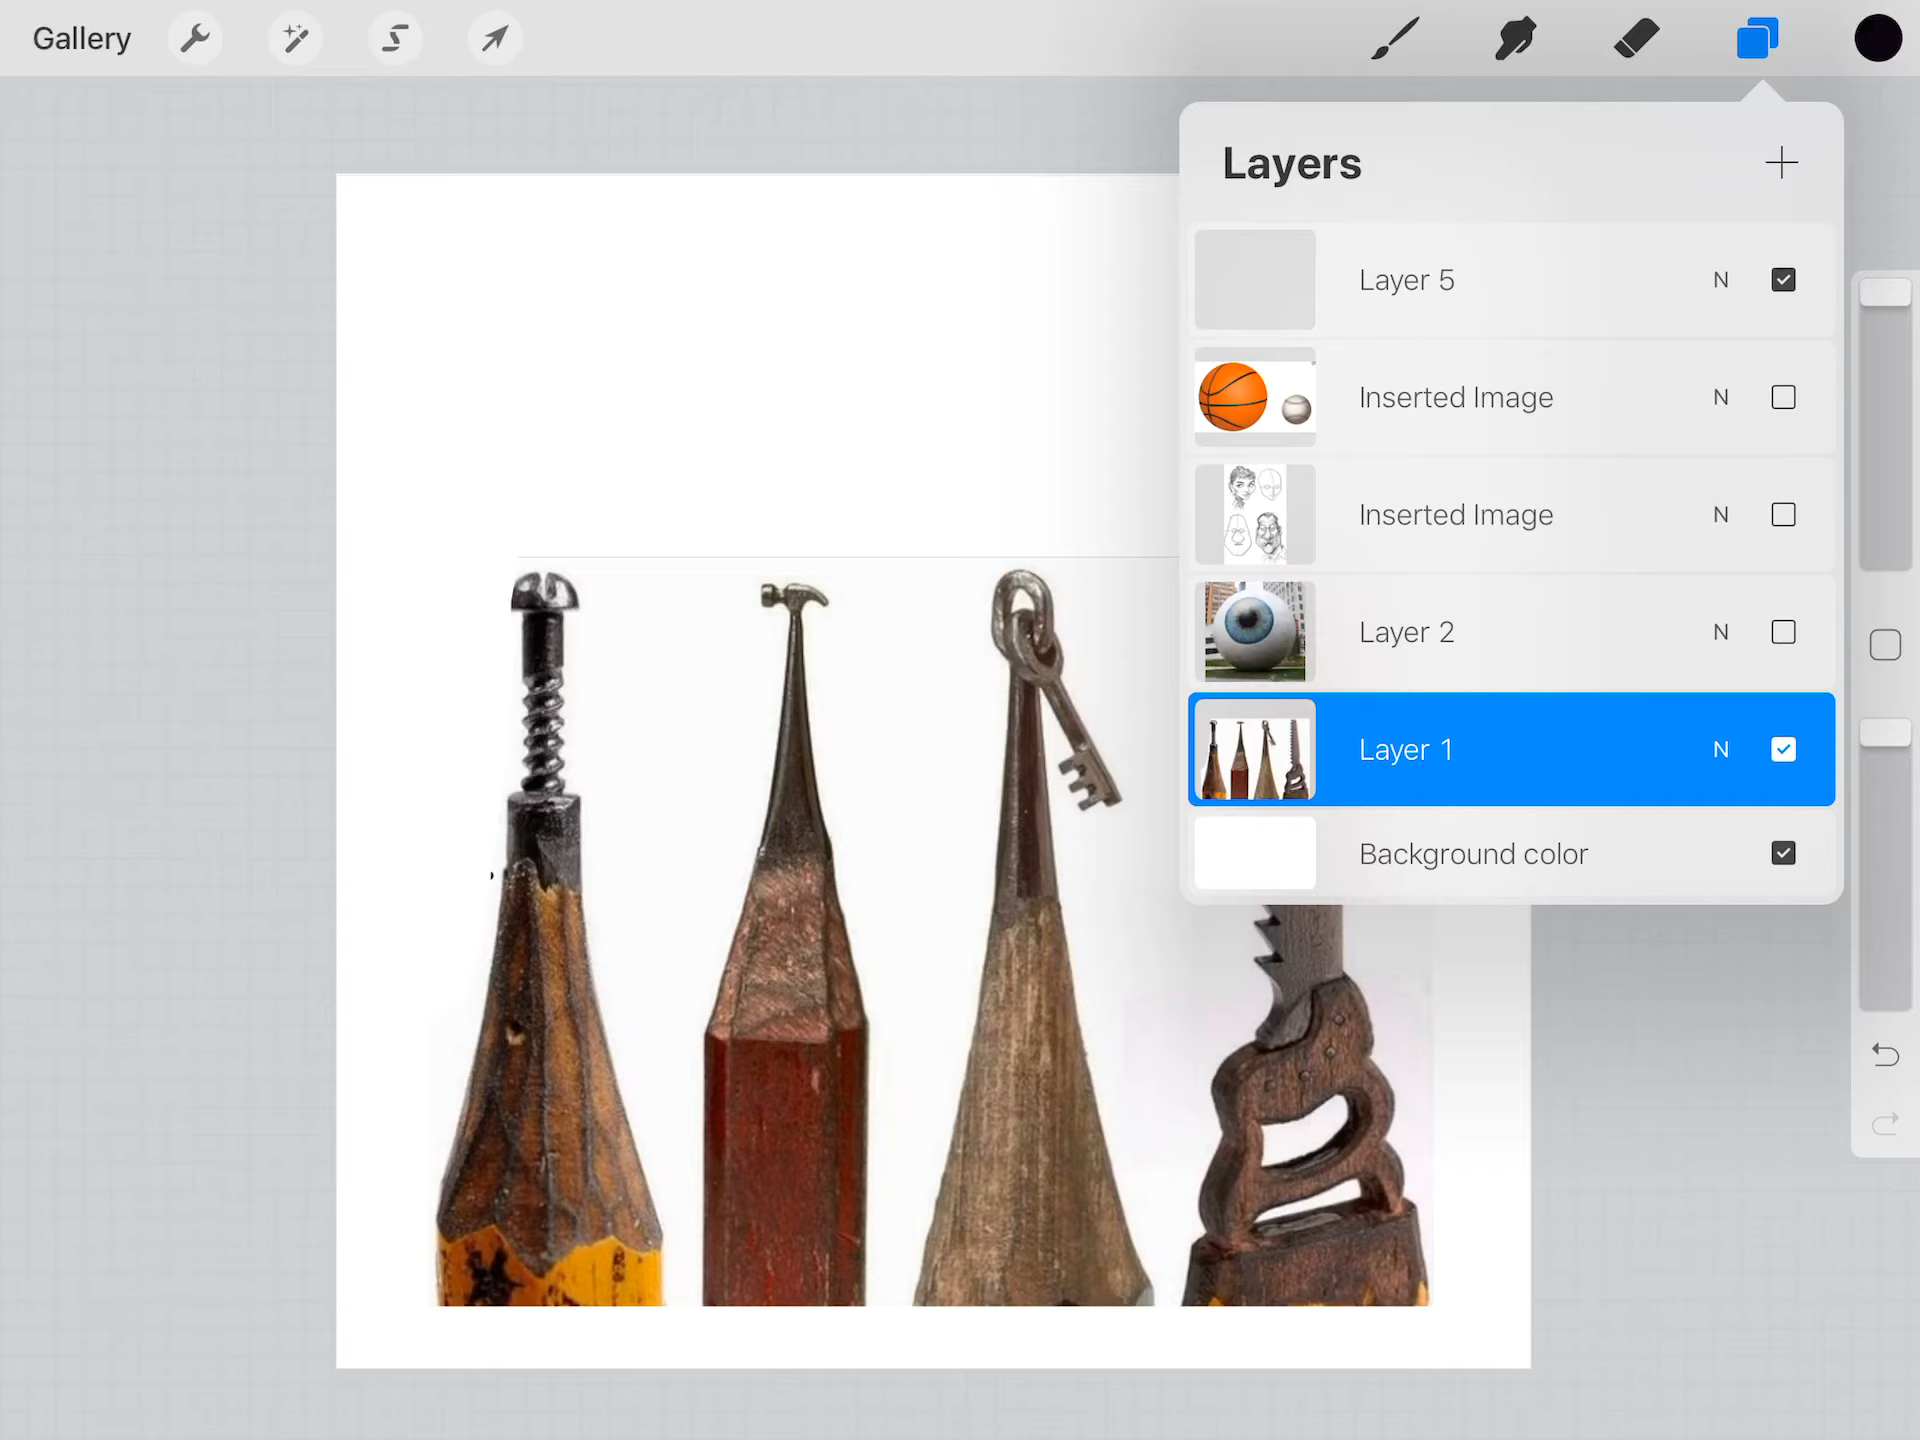 Gallery
Layers
Layer 5 N
Inserted Image N
Inserted Image N
Layer 2 N
Layer 1 N
Background color